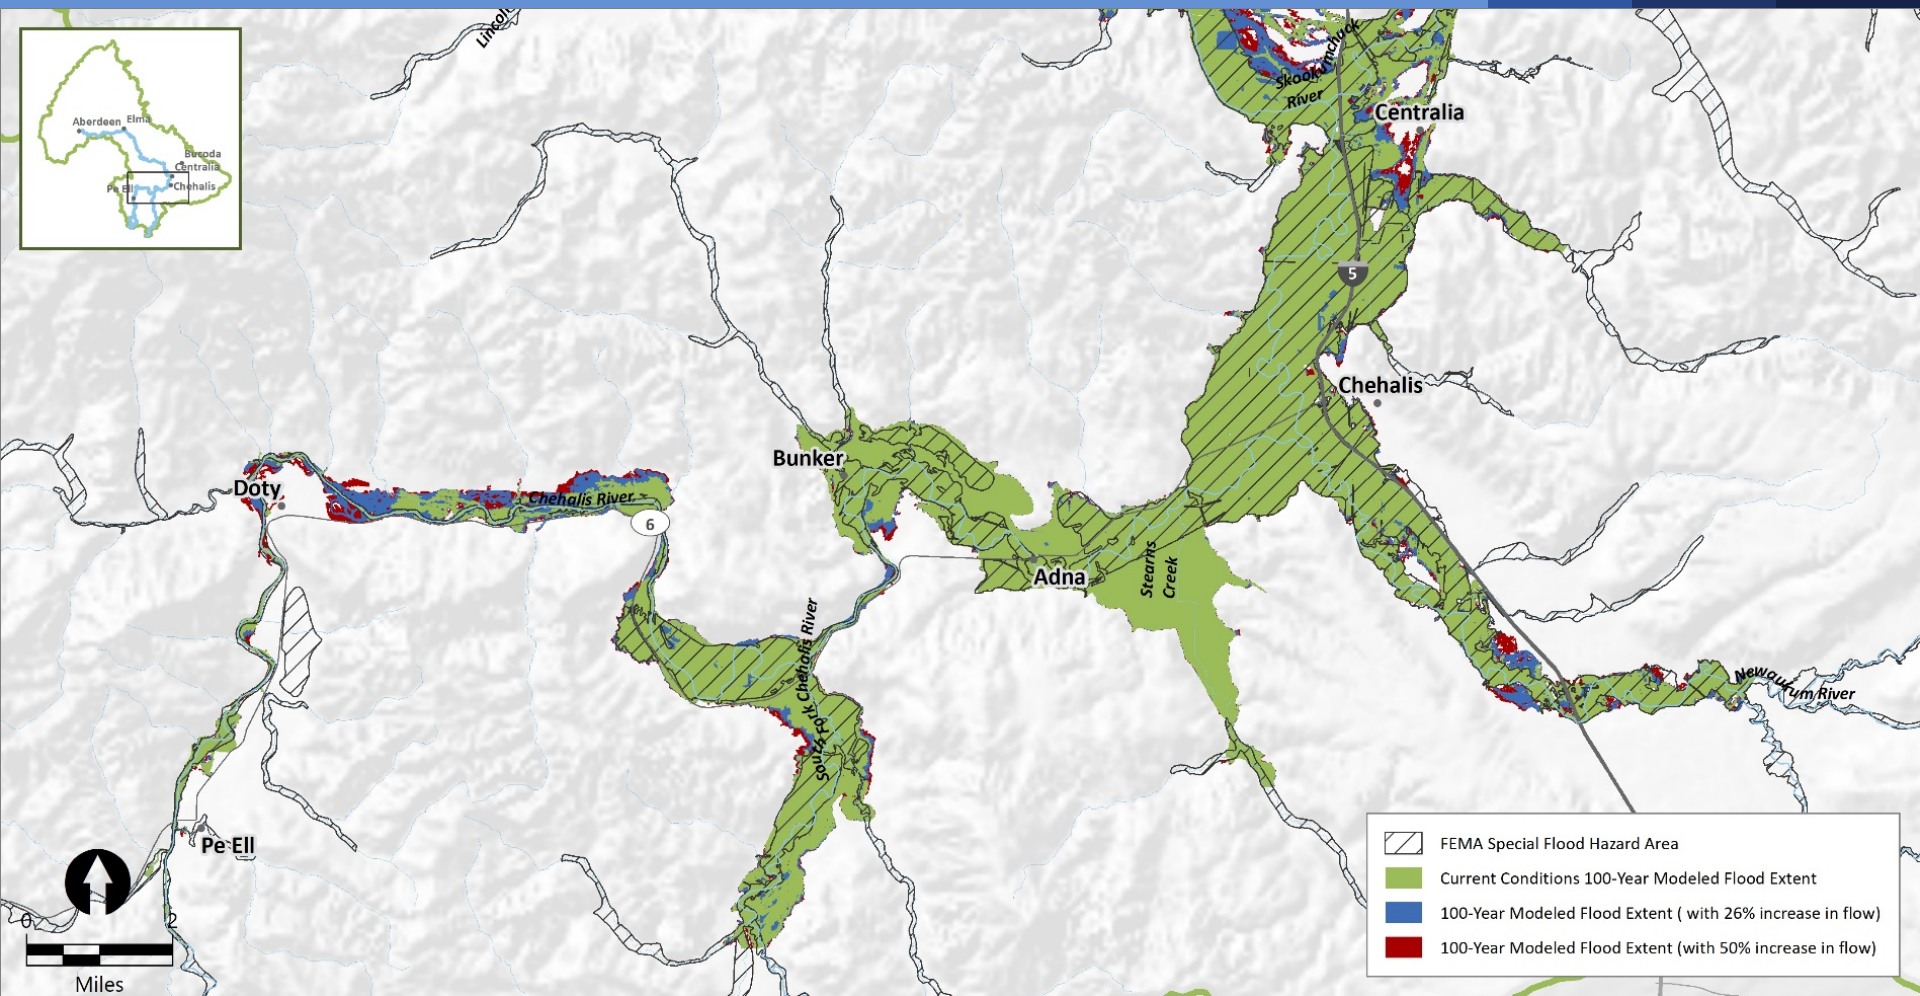 Lincoln
Skookumchuck
River
Centralia
Aberdeen
Elma
Bucoda
Centralia
Pe Ell
Chehalis
5
Chehalis
Bunker
Doty
Chehalis River
6
Adna
Stearns
Creek
South Fork Chehalis River
Newaukum River
Pe Ell
0 2
Miles
FEMA Special Flood Hazard Area
Current Conditions 100-Year Modeled Flood Extent
100-Year Modeled Flood Extent ( with 26% increase in flow)
100-Year Modeled Flood Extent (with 50% increase in flow)